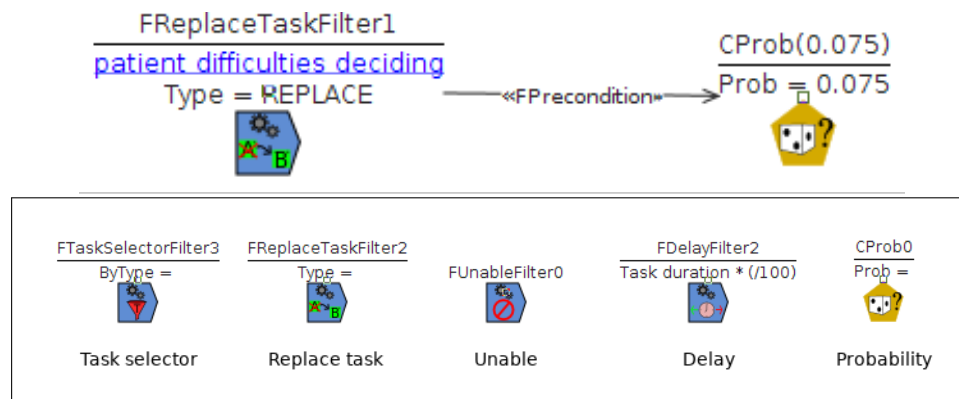 FReplaceTaskFilter1
patient difficulties deciding
Type = REPLACE
«FPrecondition»
CProb(0.075)
Prob = 0.075
A B
?
FTaskSelectorFilter3
ByType =
FReplaceTaskFilter2
Type =
FUnableFilter0
FDelayFilter2
Task duration * (/100)
CProb0
Prob =
A B
?
Task selector
Replace task
Unable
Delay
Probability